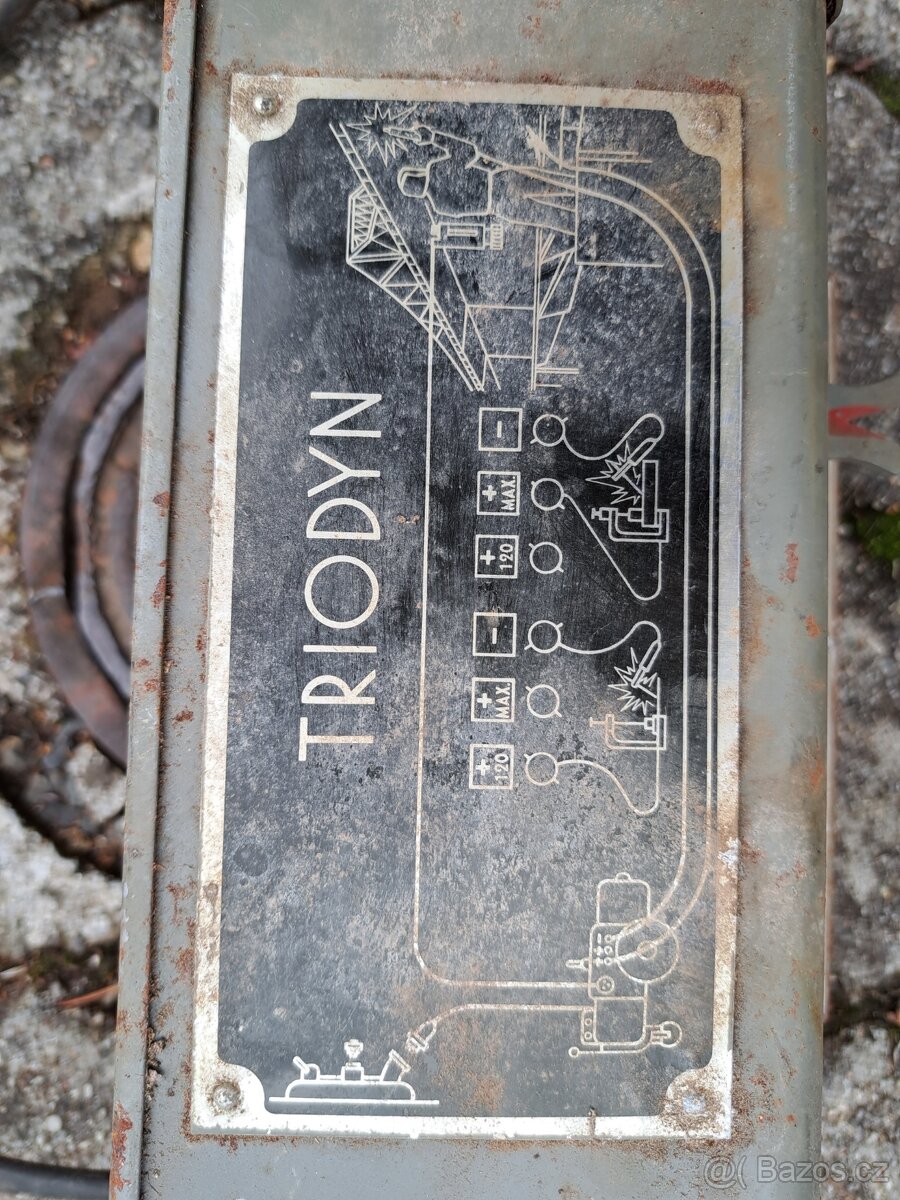 TRIODYN
+
120
+
MAX
-
+
120
+
MAX
-
@( Bazos.cz